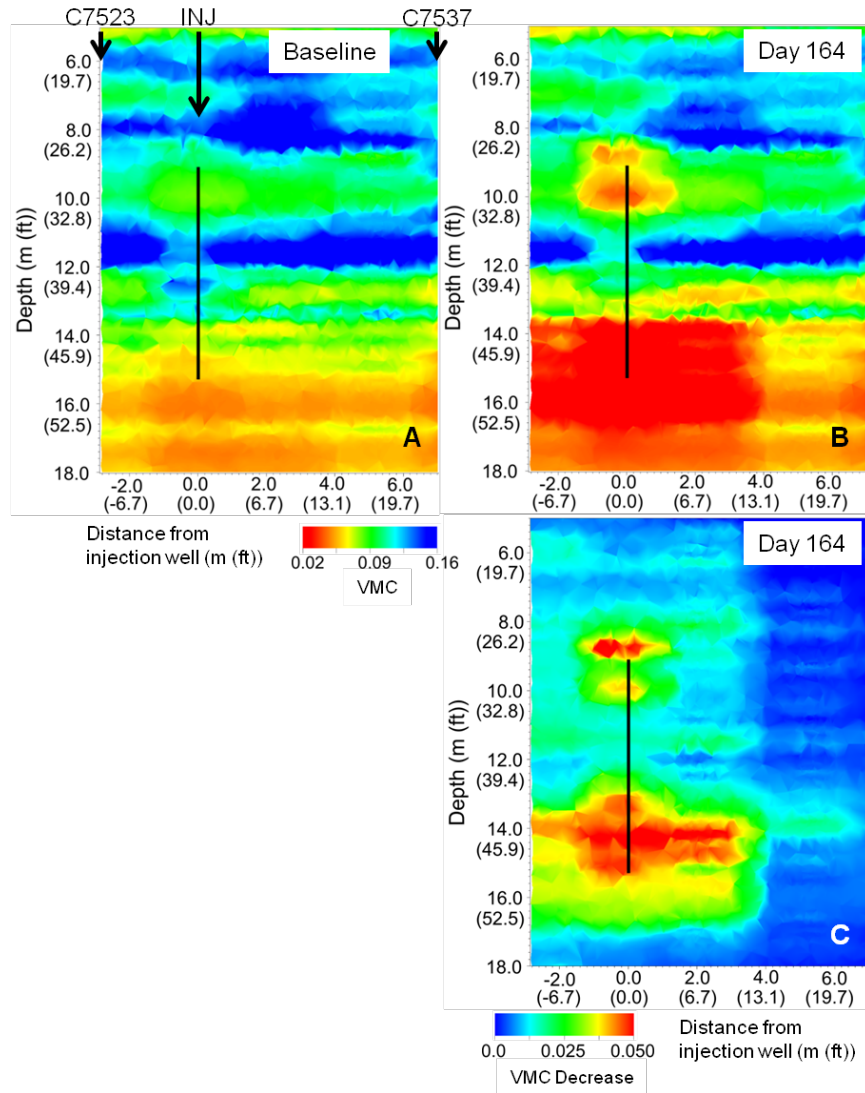 C7523 INJ C7537
Baseline
6.0
(19.7)
8.0
(26.2)
10.0
(32.8)
12.0
(39.4)
14.0
(45.9)
16.0
(52.5)
18.0
Depth (m (ft))
A
-2.0 0.0 2.0 4.0 6.0
(-6.7) (0.0) (6.7) (13.1) (19.7)
Distance from
injection well (m (ft))
0.02 0.09 0.16
VMC
Day 164
6.0
(19.7)
8.0
(26.2)
10.0
(32.8)
12.0
(39.4)
14.0
(45.9)
16.0
(52.5)
18.0
Depth (m (ft))
B
-2.0 0.0 2.0 4.0 6.0
(-6.7) (0.0) (6.7) (13.1) (19.7)
Day 164
6.0
(19.7)
8.0
(26.2)
10.0
(32.8)
12.0
(39.4)
14.0
(45.9)
16.0
(52.5)
18.0
Depth (m (ft))
C
-2.0 0.0 2.0 4.0 6.0
(-6.7) (0.0) (6.7) (13.1) (19.7)
0.0 0.025 0.050
VMC Decrease
Distance from
injection well (m (ft))